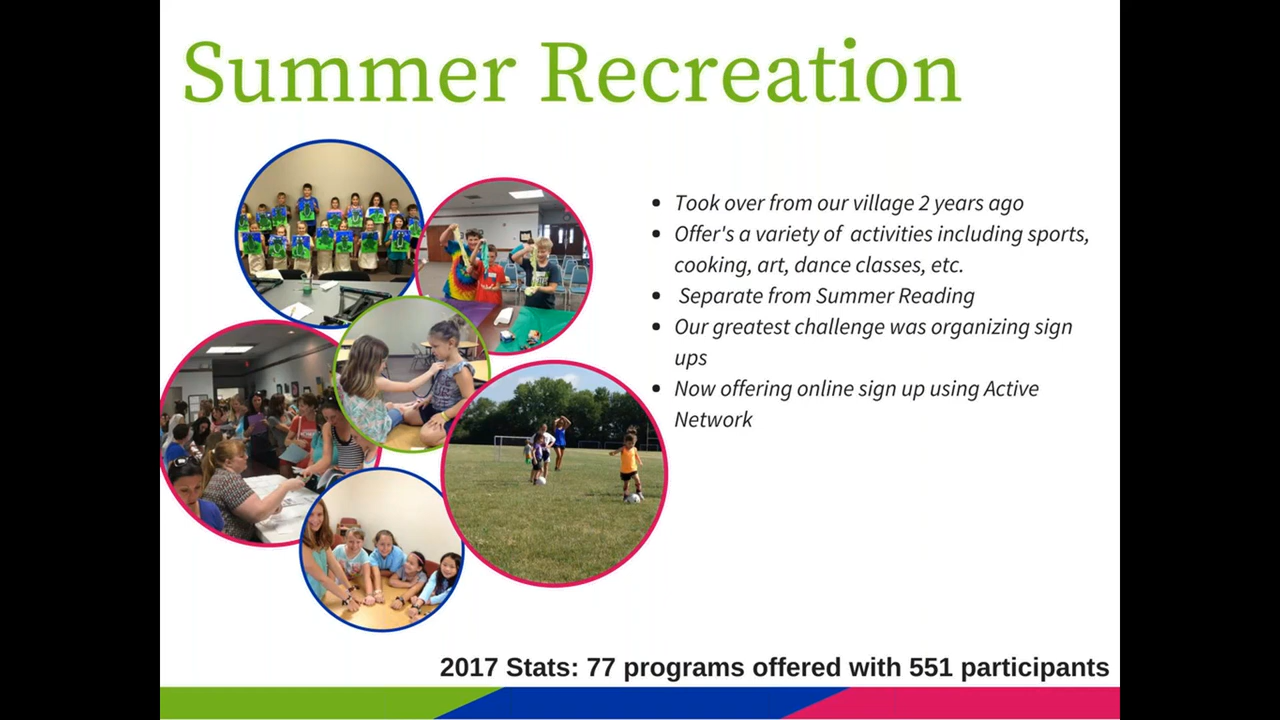 Summer Recreation
Took over from our village 2 years ago
Offer's a variety of activities including sports,
cooking, art, dance classes, etc.
Separate from Summer Reading
Our greatest challenge was organizing sign
ups
Now offering online sign up using Active
Network
2017 Stats: 77 programs offered with 551 participants